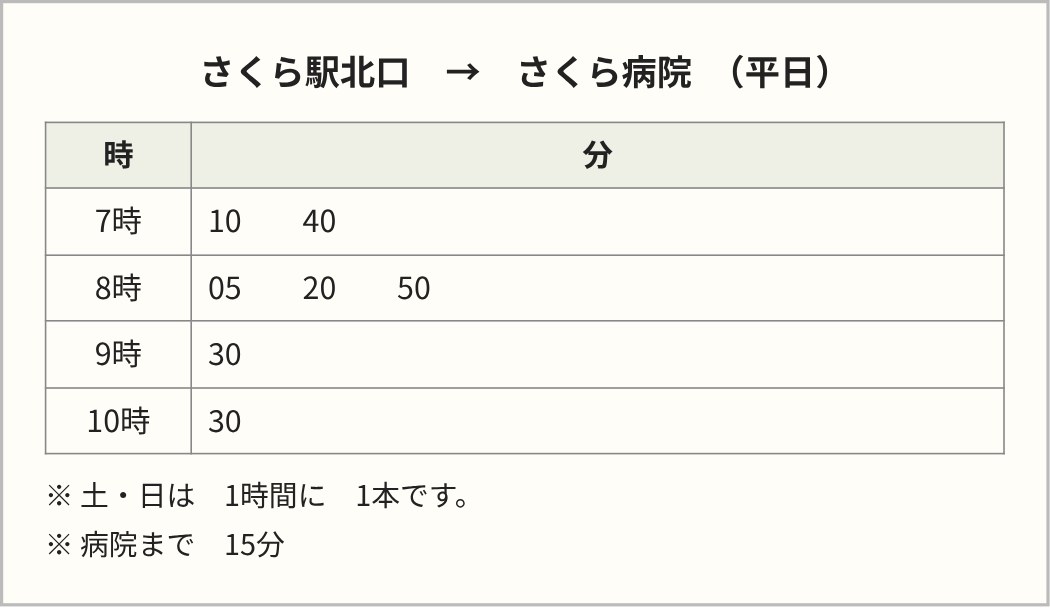 さくら駅北口　→　さくら病院　（平日）
時　分
7時　10　40
8時　05　20　50
9時　30
10時　30
※ 土・日は　1時間に　1本です。
※ 病院まで　15分